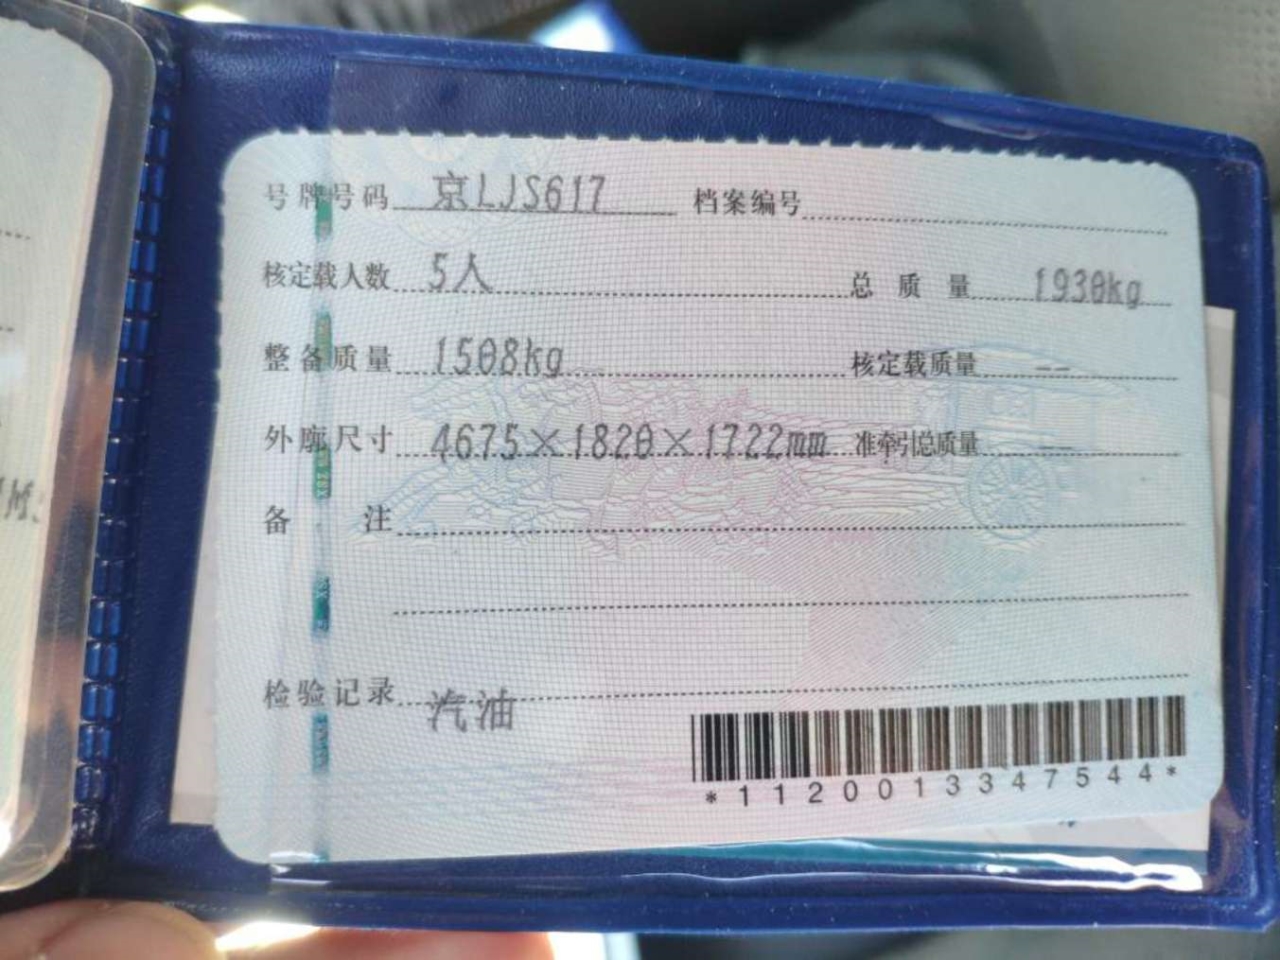 号牌号码 京LJS617 档案编号
核定载人数 5人 总质量 1930kg
整备质量 1508kg 核定载质量 --
外廓尺寸 4675×1820×1722mm 准牵引总质量 --
备注
检验记录 汽油
*1120013347544*